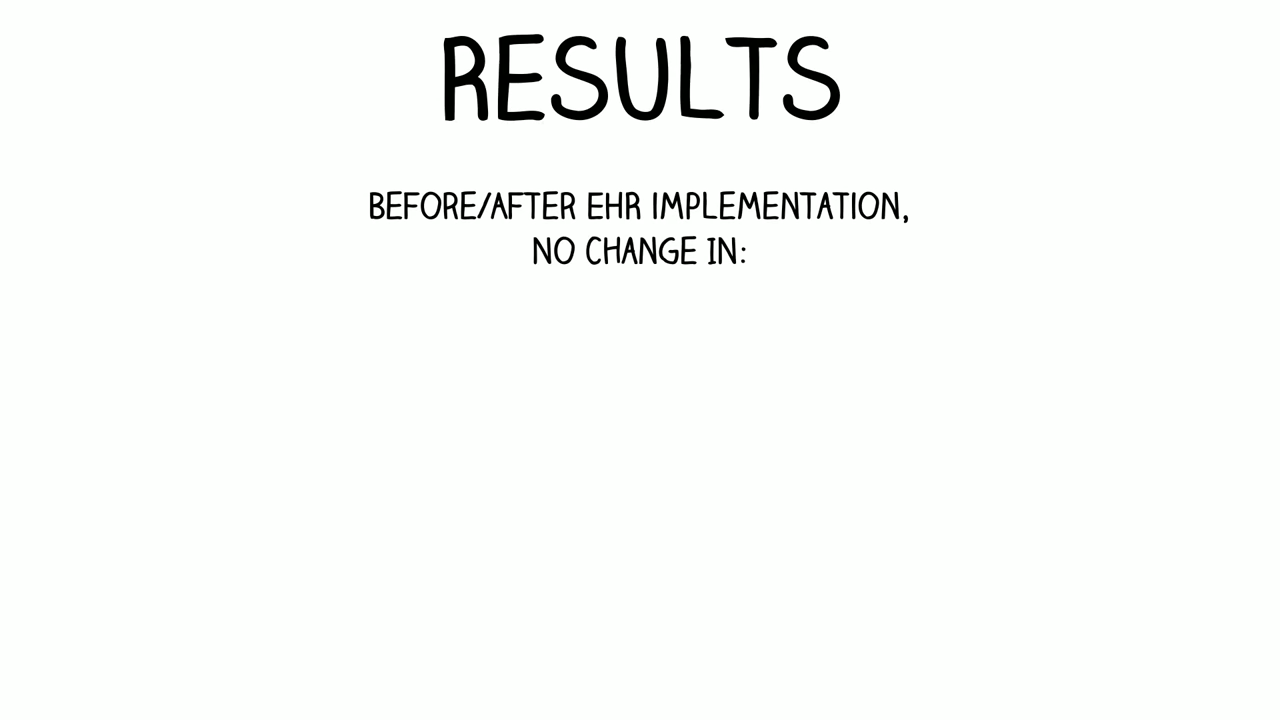 RESULTS
BEFORE/AFTER EHR IMPLEMENTATION,
NO CHANGE IN: